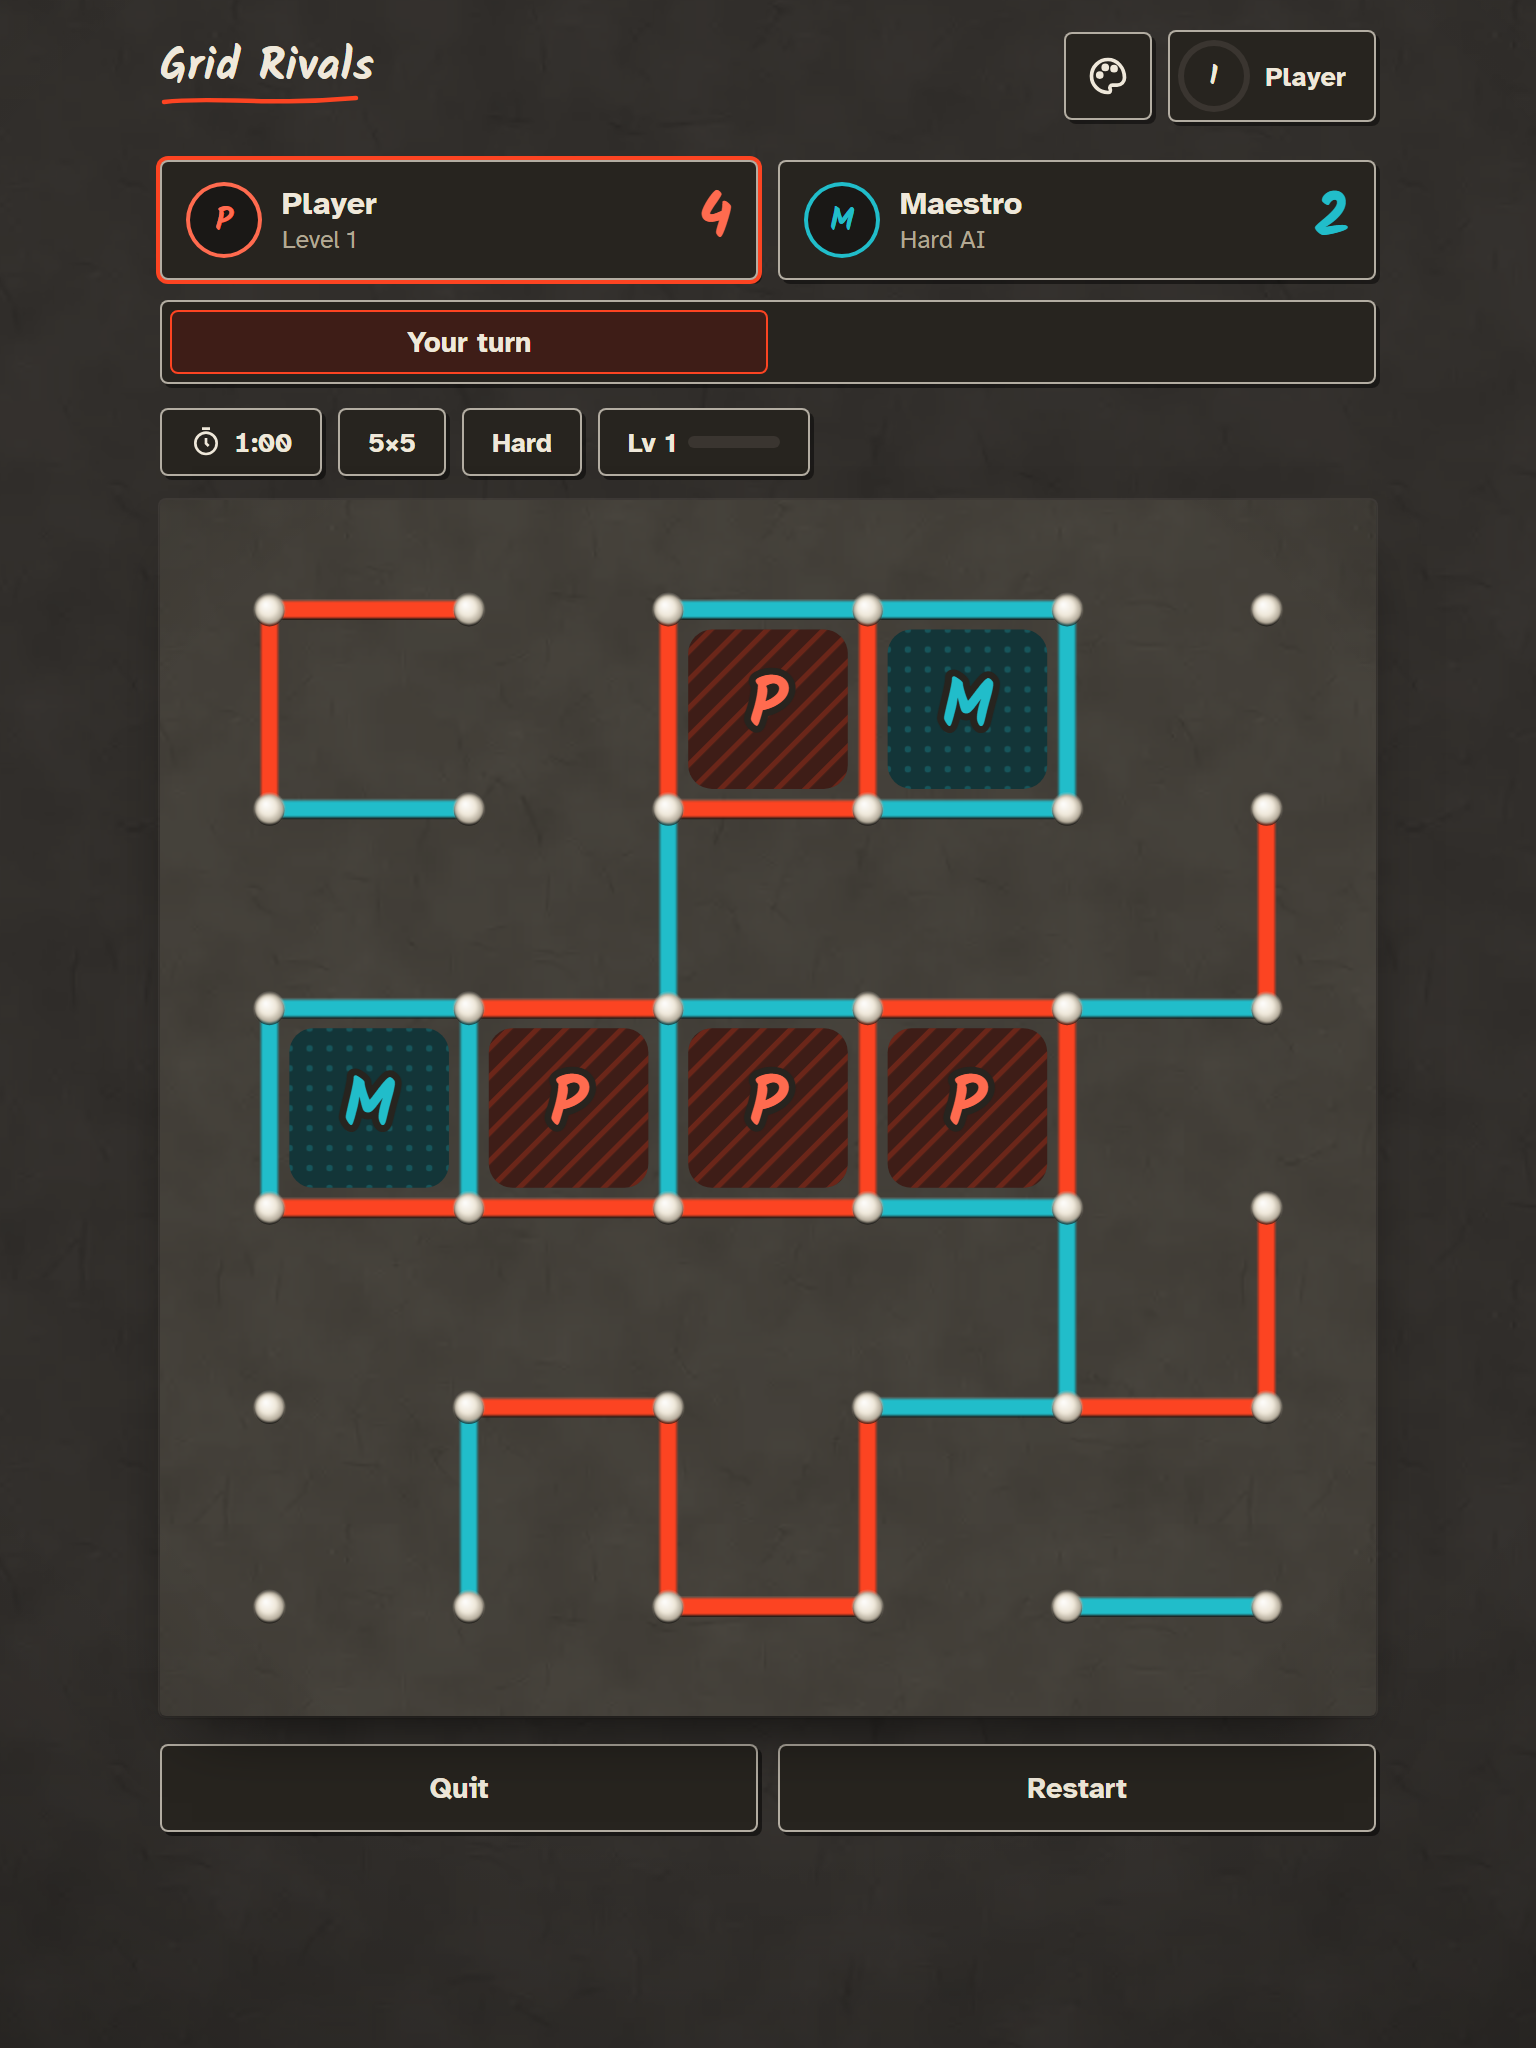 Grid Rivals
1 Player
P Player 4
Level 1
M Maestro 2
Hard AI
Your turn
1:00 5×5 Hard Lv 1
P M
M P P P
Quit Restart